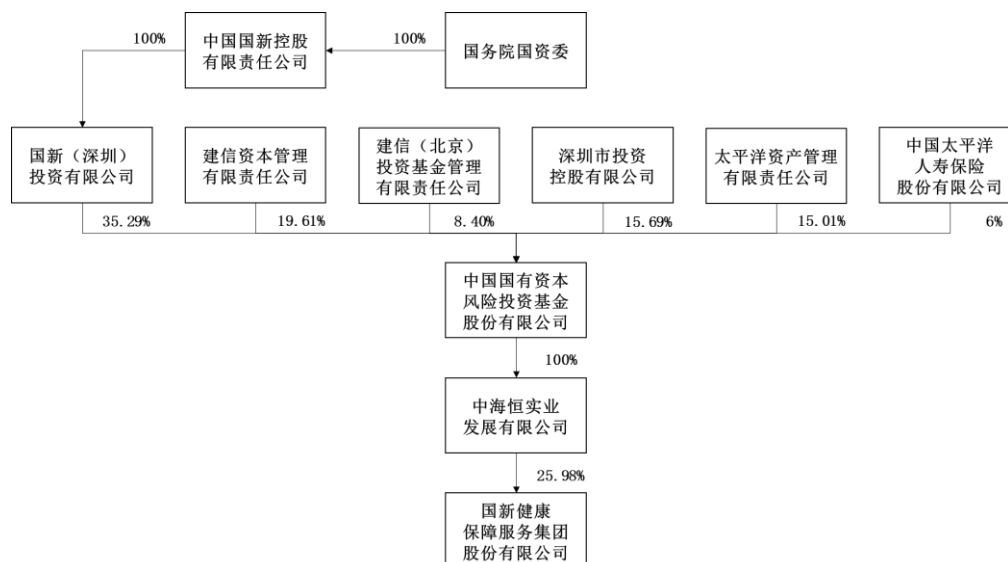 100%
中国国新控股
有限责任公司
100%
国务院国资委
国新（深圳）
投资有限公司
建信资本管理
有限责任公司
建信（北京）
投资基金管理
有限责任公司
深圳市投资
控股有限公司
太平洋资产管理
有限责任公司
中国太平洋
人寿保险
股份有限公司
35.29%
19.61%
8.40%
15.69%
15.01%
6%
中国国有资本
风险投资基金
股份有限公司
100%
中海恒实业
发展有限公司
25.98%
国新健康
保障服务集团
股份有限公司